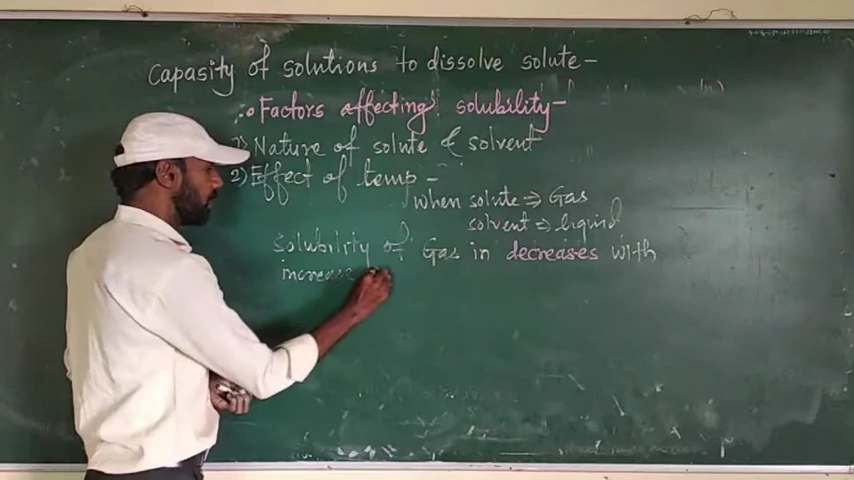 Capasity of solutions to dissolve solute -
Factors affecting solubility -
1) Nature of solute & solvent
2) Effect of temp -
when solute ⇒ Gas
solvent ⇒ liquid
Solubility of Gas in decreases with
increase